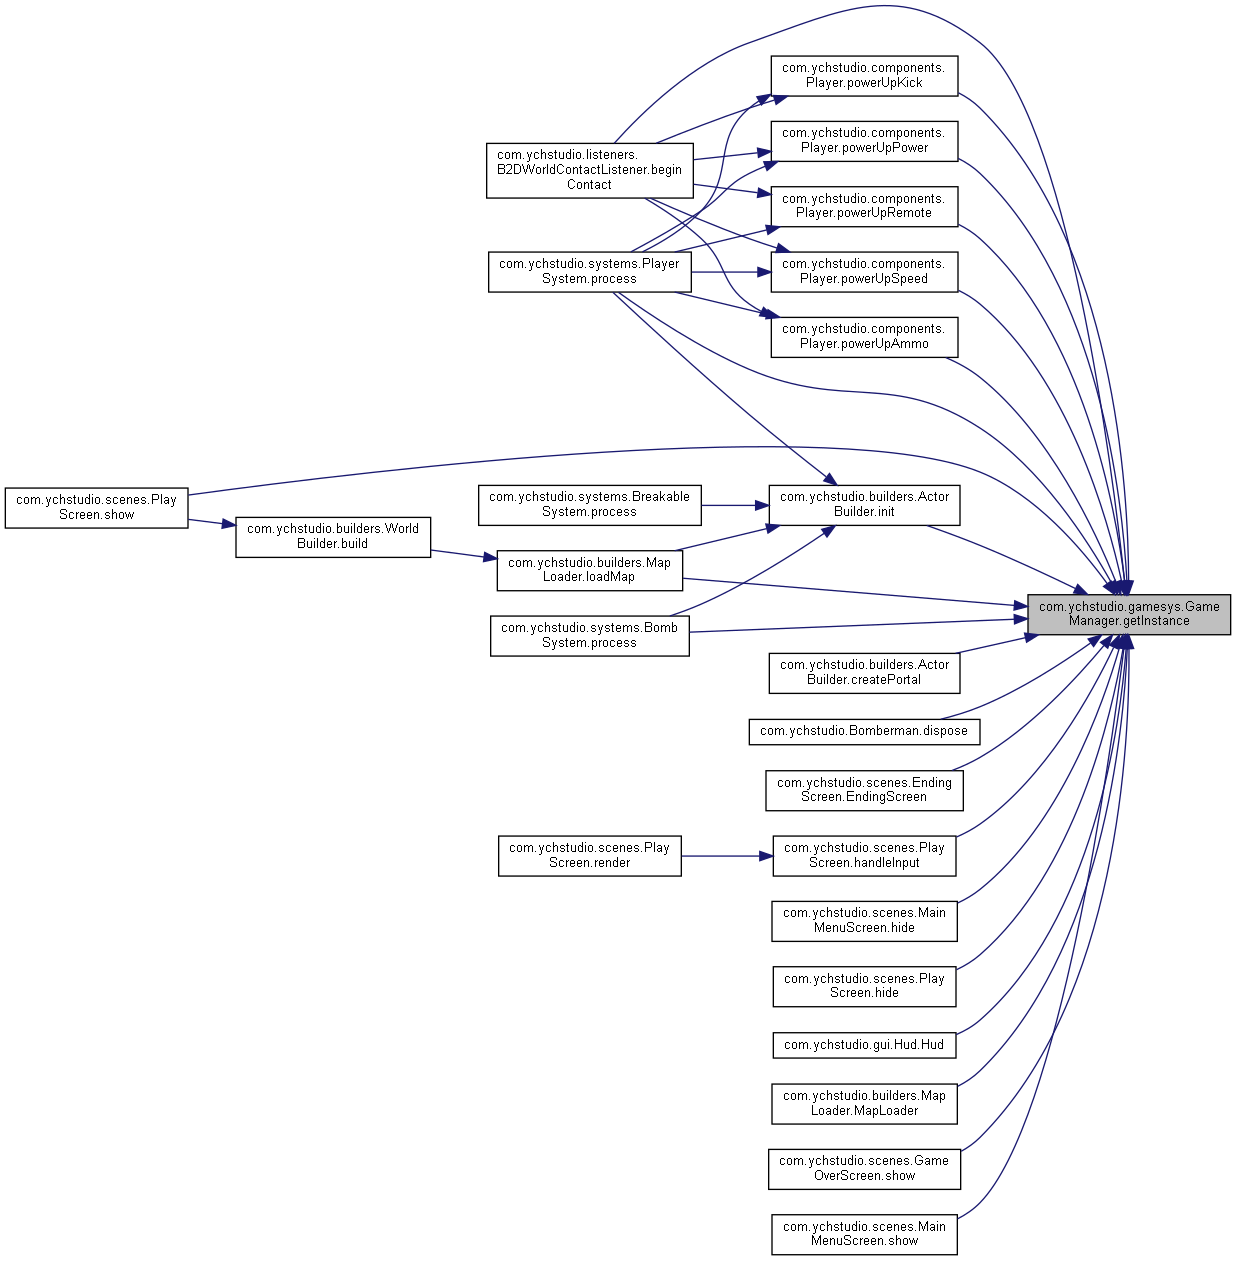 com.ychstudio.components.
Player.powerUpKick
com.ychstudio.components.
Player.powerUpPower
com.ychstudio.listeners.
B2DWorldContactListener.begin
Contact
com.ychstudio.components.
Player.powerUpRemote
com.ychstudio.systems.Player
System.process
com.ychstudio.components.
Player.powerUpSpeed
com.ychstudio.components.
Player.powerUpAmmo
com.ychstudio.scenes.Play
Screen.show
com.ychstudio.builders.World
Builder.build
com.ychstudio.systems.Breakable
System.process
com.ychstudio.builders.Actor
Builder.init
com.ychstudio.builders.Map
Loader.loadMap
com.ychstudio.gamesys.Game
Manager.getInstance
com.ychstudio.systems.Bomb
System.process
com.ychstudio.builders.Actor
Builder.createPortal
com.ychstudio.Bomberman.dispose
com.ychstudio.scenes.Ending
Screen.EndingScreen
com.ychstudio.scenes.Play
Screen.render
com.ychstudio.scenes.Play
Screen.handleInput
com.ychstudio.scenes.Main
MenuScreen.hide
com.ychstudio.scenes.Play
Screen.hide
com.ychstudio.gui.Hud.Hud
com.ychstudio.builders.Map
Loader.MapLoader
com.ychstudio.scenes.Game
OverScreen.show
com.ychstudio.scenes.Main
MenuScreen.show